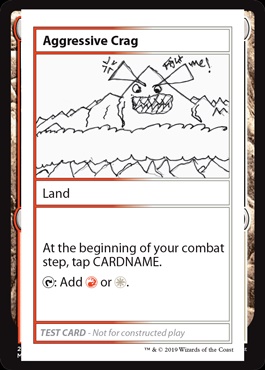 Aggressive Crag
Fight me!
Land
At the beginning of your combat
step, tap CARDNAME.
: Add or .
TEST CARD - Not for constructed play
™ & © 2019 Wizards of the Coast